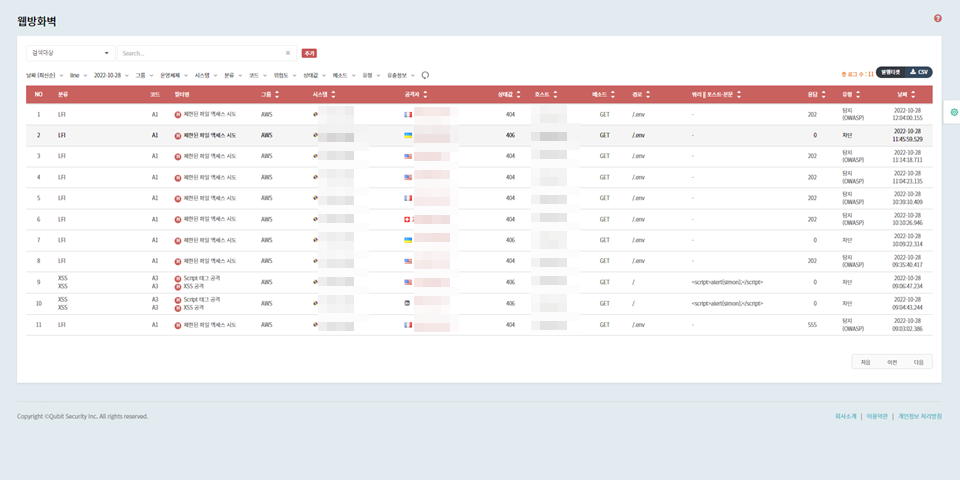 웹방화벽
?
검색대상 Search... 추가
날짜 (최신순) line 2022-10-28 그룹 운영체제 시스템 분류 코드 위험도 상태값 메소드 유형 유출정보
총 로그 수 : 11 CSV
NO 분류 코드 필터명 그룹 시스템 공격자 상태값 호스트 메소드 경로 쿼리 || 포스트-본문 응답 유형 날짜
1 LFI A1 H 제한된 파일 액세스 시도 AWS 404 GET /.env - 202 탐지 (OWASP) 2022-10-28 12:04:00.155
2 LFI A1 H 제한된 파일 액세스 시도 AWS 406 GET /.env - 0 차단 2022-10-28 11:45:59.529
3 LFI A1 H 제한된 파일 액세스 시도 AWS 404 GET /.env - 202 탐지 (OWASP) 2022-10-28 11:14:18.711
4 LFI A1 H 제한된 파일 액세스 시도 AWS 404 GET /.env - 202 탐지 (OWASP) 2022-10-28 11:04:23.135
5 LFI A1 H 제한된 파일 액세스 시도 AWS 404 GET /.env - 202 탐지 (OWASP) 2022-10-28 10:39:10.409
6 LFI A1 H 제한된 파일 액세스 시도 AWS 404 GET /.env - 202 탐지 (OWASP) 2022-10-28 10:10:26.946
7 LFI A1 H 제한된 파일 액세스 시도 AWS 406 GET /.env - 0 차단 2022-10-28 10:09:22.314
8 LFI A1 H 제한된 파일 액세스 시도 AWS 404 GET /.env - 202 탐지 (OWASP) 2022-10-28 09:35:40.417
9 XSS A3 H Script 태그 공격 XSS A3 H XSS 공격 AWS 406 GET / <script>alert(simon);</script> 0 차단 2022-10-28 09:06:47.234
10 XSS A3 H Script 태그 공격 XSS A3 H XSS 공격 AWS 406 GET / <script>alert(simon);</script> 0 차단 2022-10-28 09:04:43.244
11 LFI A1 H 제한된 파일 액세스 시도 AWS 404 GET /.env - 555 탐지 (OWASP) 2022-10-28 09:03:02.386
처음 이전 다음
Copyright ©Qubit Security Inc. All rights reserved.
회사소개 | 이용약관 | 개인정보 처리방침